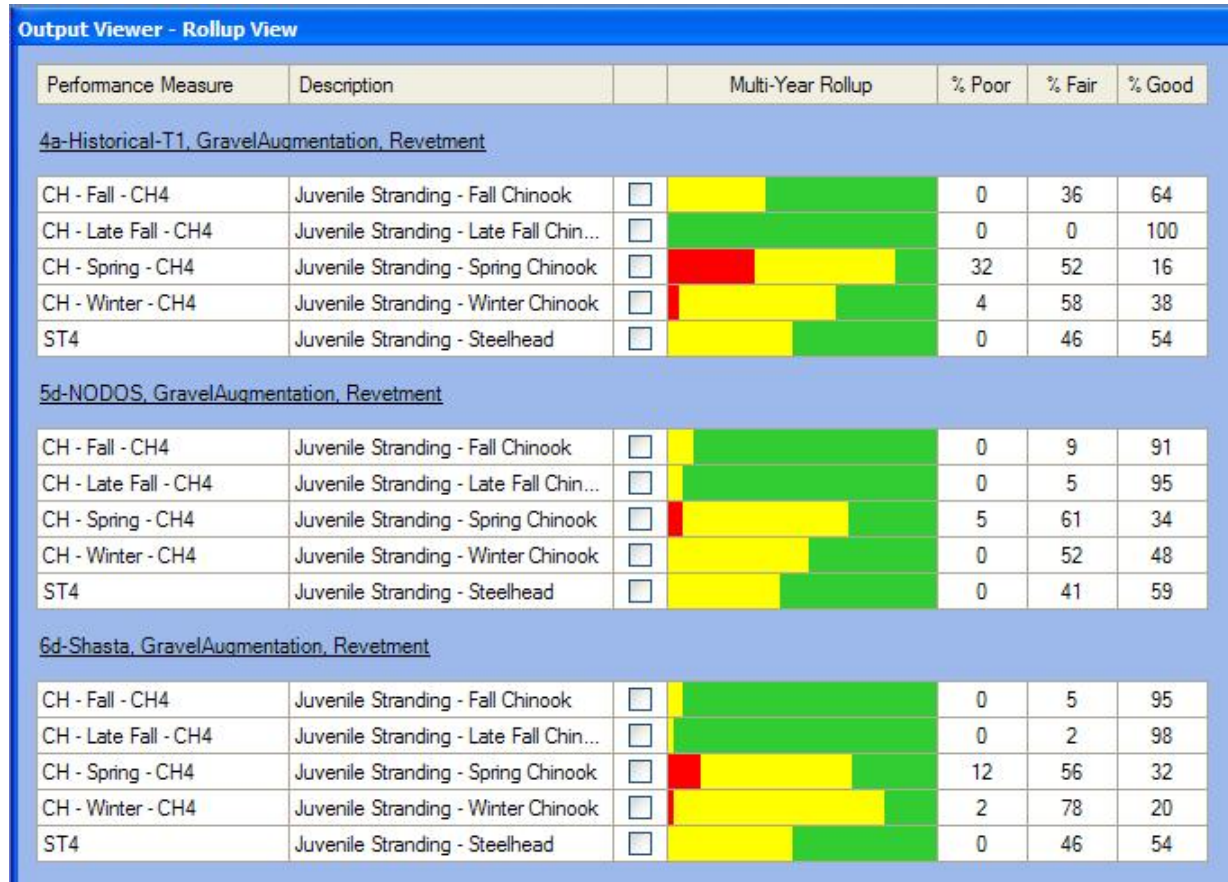 Output Viewer - Rollup View
Performance Measure Description Multi-Year Rollup % Poor % Fair % Good
4a-Historical-T1, GravelAugmentation, Revetment
CH - Fall - CH4 Juvenile Stranding - Fall Chinook 0 36 64
CH - Late Fall - CH4 Juvenile Stranding - Late Fall Chin... 0 0 100
CH - Spring - CH4 Juvenile Stranding - Spring Chinook 32 52 16
CH - Winter - CH4 Juvenile Stranding - Winter Chinook 4 58 38
ST4 Juvenile Stranding - Steelhead 0 46 54
5d-NODOS, GravelAugmentation, Revetment
CH - Fall - CH4 Juvenile Stranding - Fall Chinook 0 9 91
CH - Late Fall - CH4 Juvenile Stranding - Late Fall Chin... 0 5 95
CH - Spring - CH4 Juvenile Stranding - Spring Chinook 5 61 34
CH - Winter - CH4 Juvenile Stranding - Winter Chinook 0 52 48
ST4 Juvenile Stranding - Steelhead 0 41 59
6d-Shasta, GravelAugmentation, Revetment
CH - Fall - CH4 Juvenile Stranding - Fall Chinook 0 5 95
CH - Late Fall - CH4 Juvenile Stranding - Late Fall Chin... 0 2 98
CH - Spring - CH4 Juvenile Stranding - Spring Chinook 12 56 32
CH - Winter - CH4 Juvenile Stranding - Winter Chinook 2 78 20
ST4 Juvenile Stranding - Steelhead 0 46 54